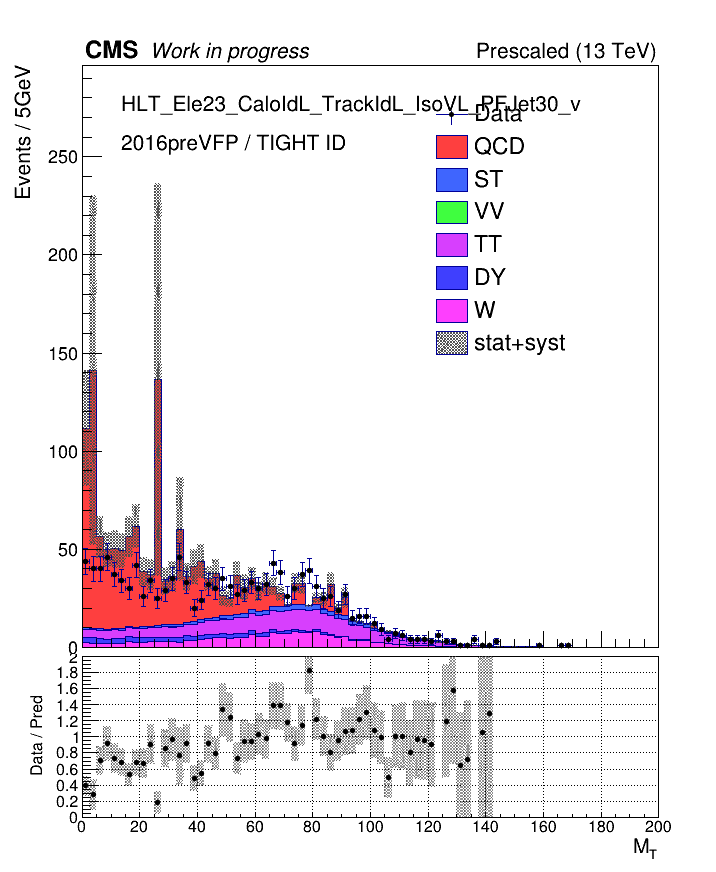 CMS Work in progress Prescaled (13 TeV)
Events / 5GeV
HLT_Ele23_CaloIdL_TrackIdL_IsoVL_PFJet30_v
2016preVFP / TIGHT ID
Data
QCD
ST
VV
TT
DY
W
stat+syst
250
200
150
100
50
0
Data / Pred
2
1.8
1.6
1.4
1.2
1
0.8
0.6
0.4
0.2
0
0 20 40 60 80 100 120 140 160 180 200
M_T